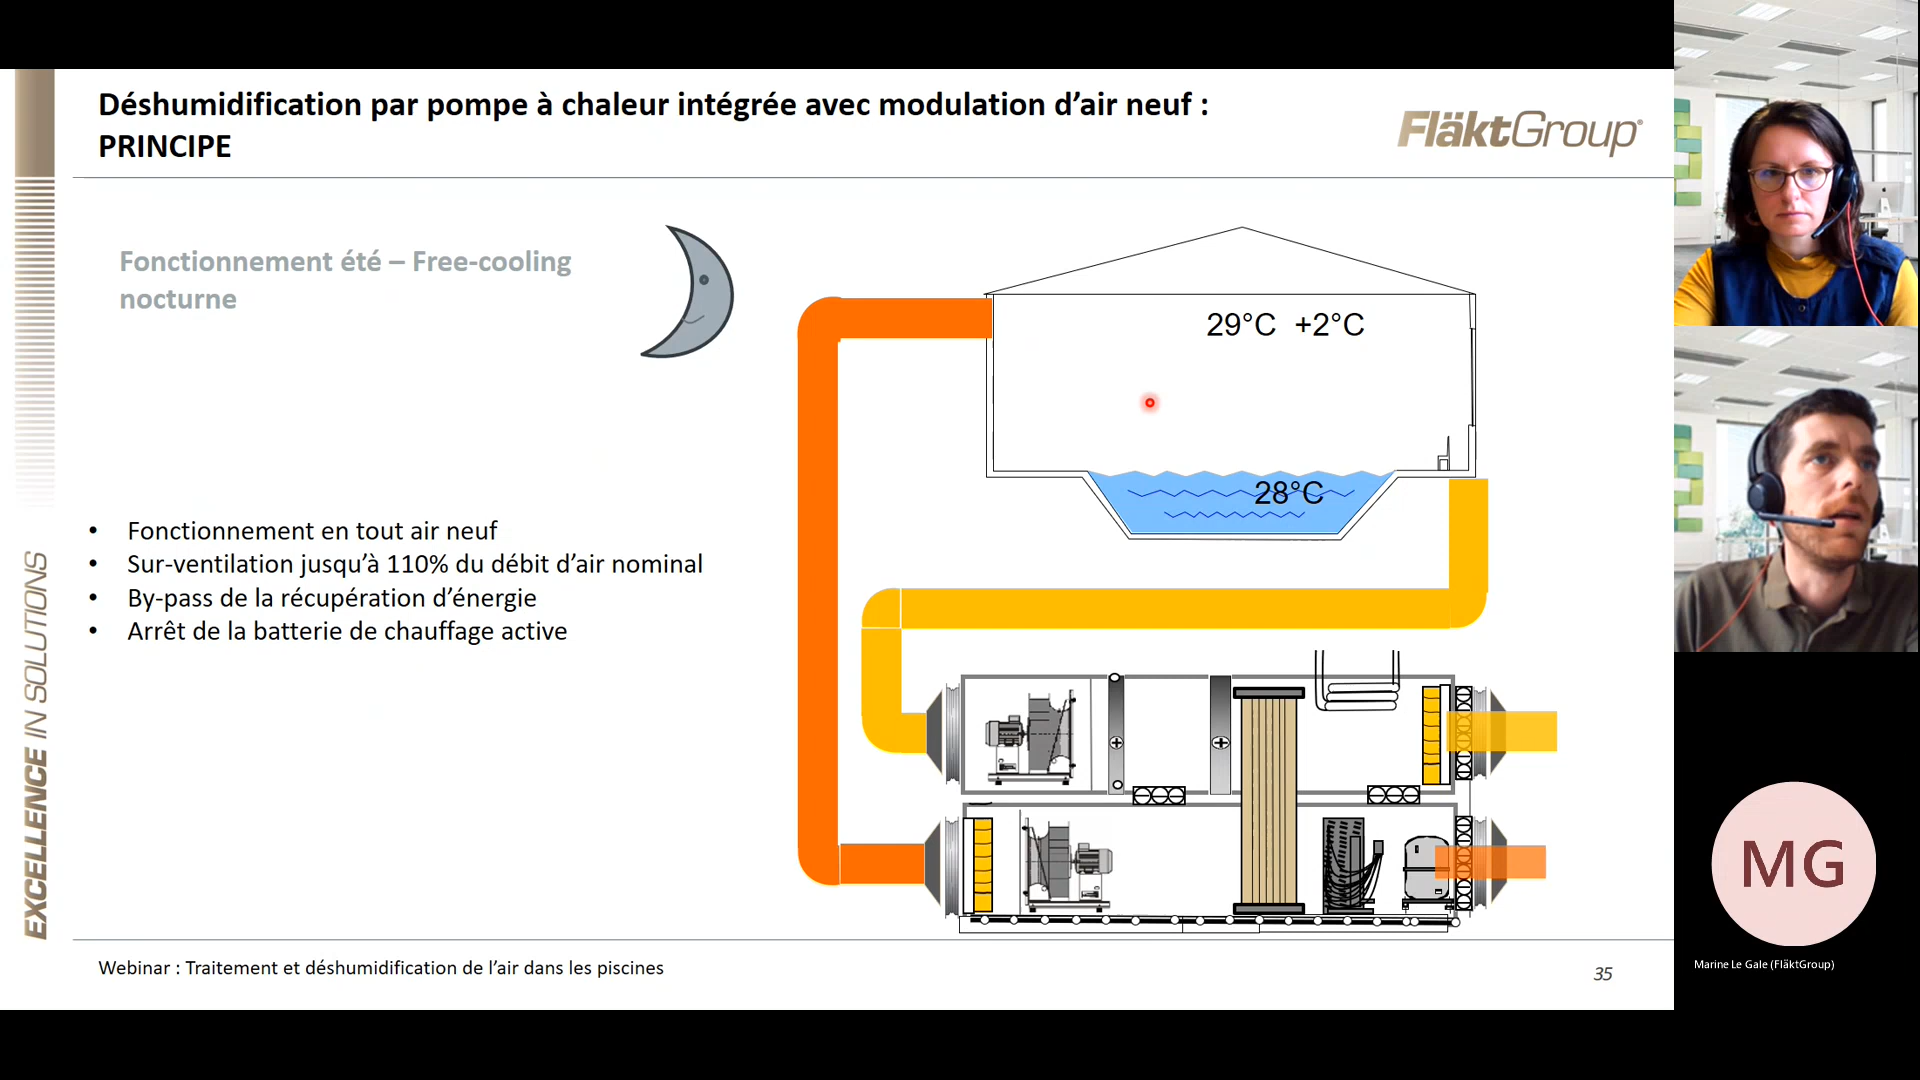 Déshumidification par pompe à chaleur intégrée avec modulation d’air neuf :
PRINCIPE
FläktGroup®
Fonctionnement été – Free-cooling
nocturne
29°C +2°C
28°C
• Fonctionnement en tout air neuf
• Sur-ventilation jusqu’à 110% du débit d’air nominal
• By-pass de la récupération d’énergie
• Arrêt de la batterie de chauffage active
EXCELLENCE IN SOLUTIONS
Webinar : Traitement et déshumidification de l’air dans les piscines
35
MG
Marine Le Gale (FläktGroup)